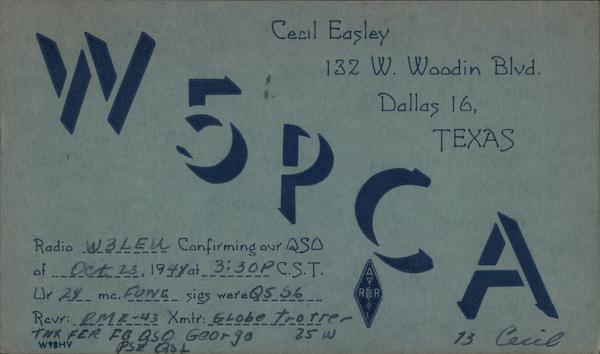 Cecil Easley
132 W. Woodin Blvd.
Dallas 16,
TEXAS
W5PCA
Radio W3LEU Confirming our QSO
of Oct 23, 1948 at 3:30P C.S.T.
Ur 28 mc. FONE sigs were Q5 S6
Rcvr: RME-43 Xmtr: Globe trotter
TNX FER FB QSO George 25 W
PSE QSL
73 Cecil
W9BHV
ARRL